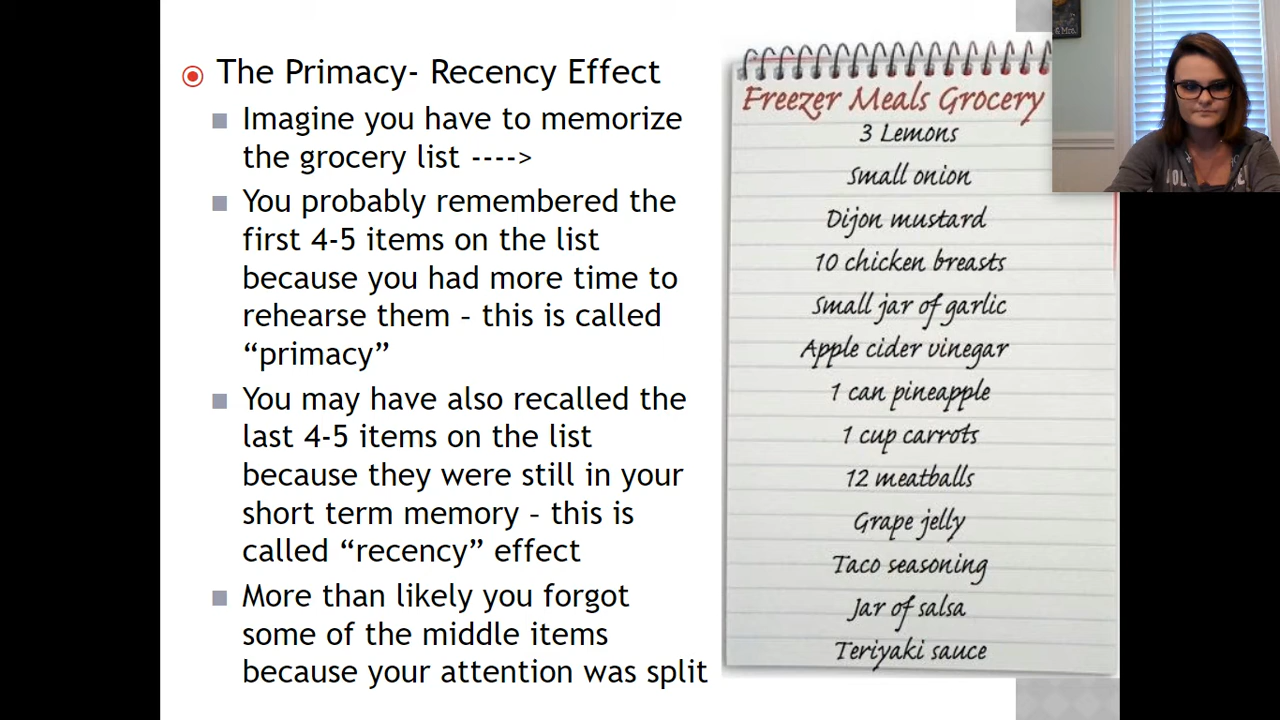 The Primacy- Recency Effect
Imagine you have to memorize
the grocery list ---->
You probably remembered the
first 4-5 items on the list
because you had more time to
rehearse them – this is called
“primacy”
You may have also recalled the
last 4-5 items on the list
because they were still in your
short term memory – this is
called “recency” effect
More than likely you forgot
some of the middle items
because your attention was split
Freezer Meals Grocery
3 Lemons
Small onion
Dijon mustard
10 chicken breasts
Small jar of garlic
Apple cider vinegar
1 can pineapple
1 cup carrots
12 meatballs
Grape jelly
Taco seasoning
Jar of salsa
Teriyaki sauce